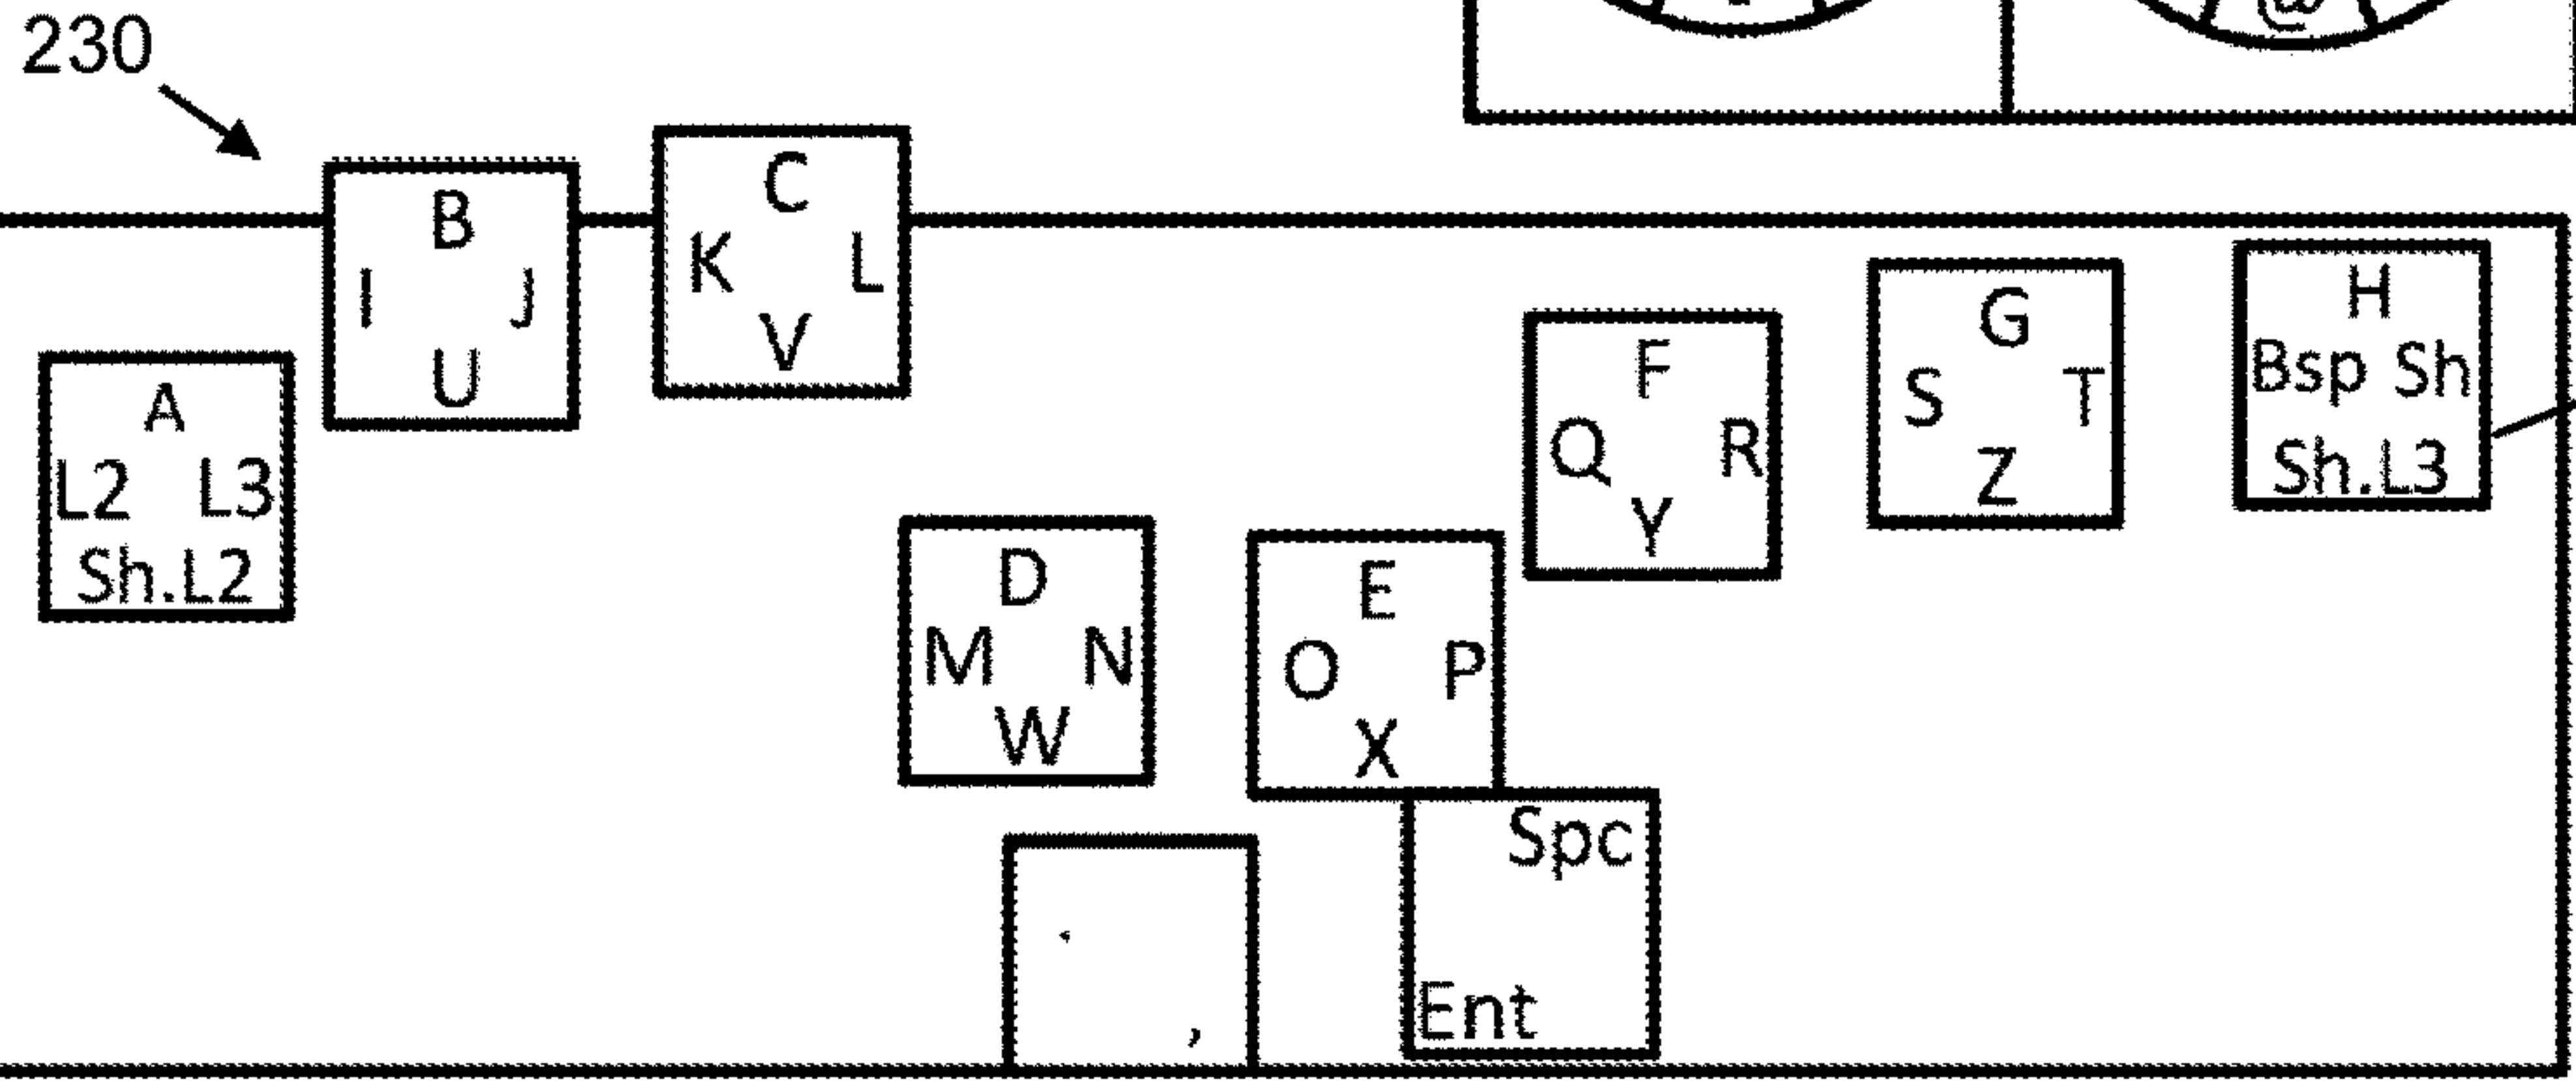 230
@
B
I J
U
C
K L
V
A
L2 L3
Sh.L2
D
M N
W
E
O P
X
F
Q R
Y
G
S T
Z
H
Bsp Sh
Sh.L3
.
,
Spc
Ent